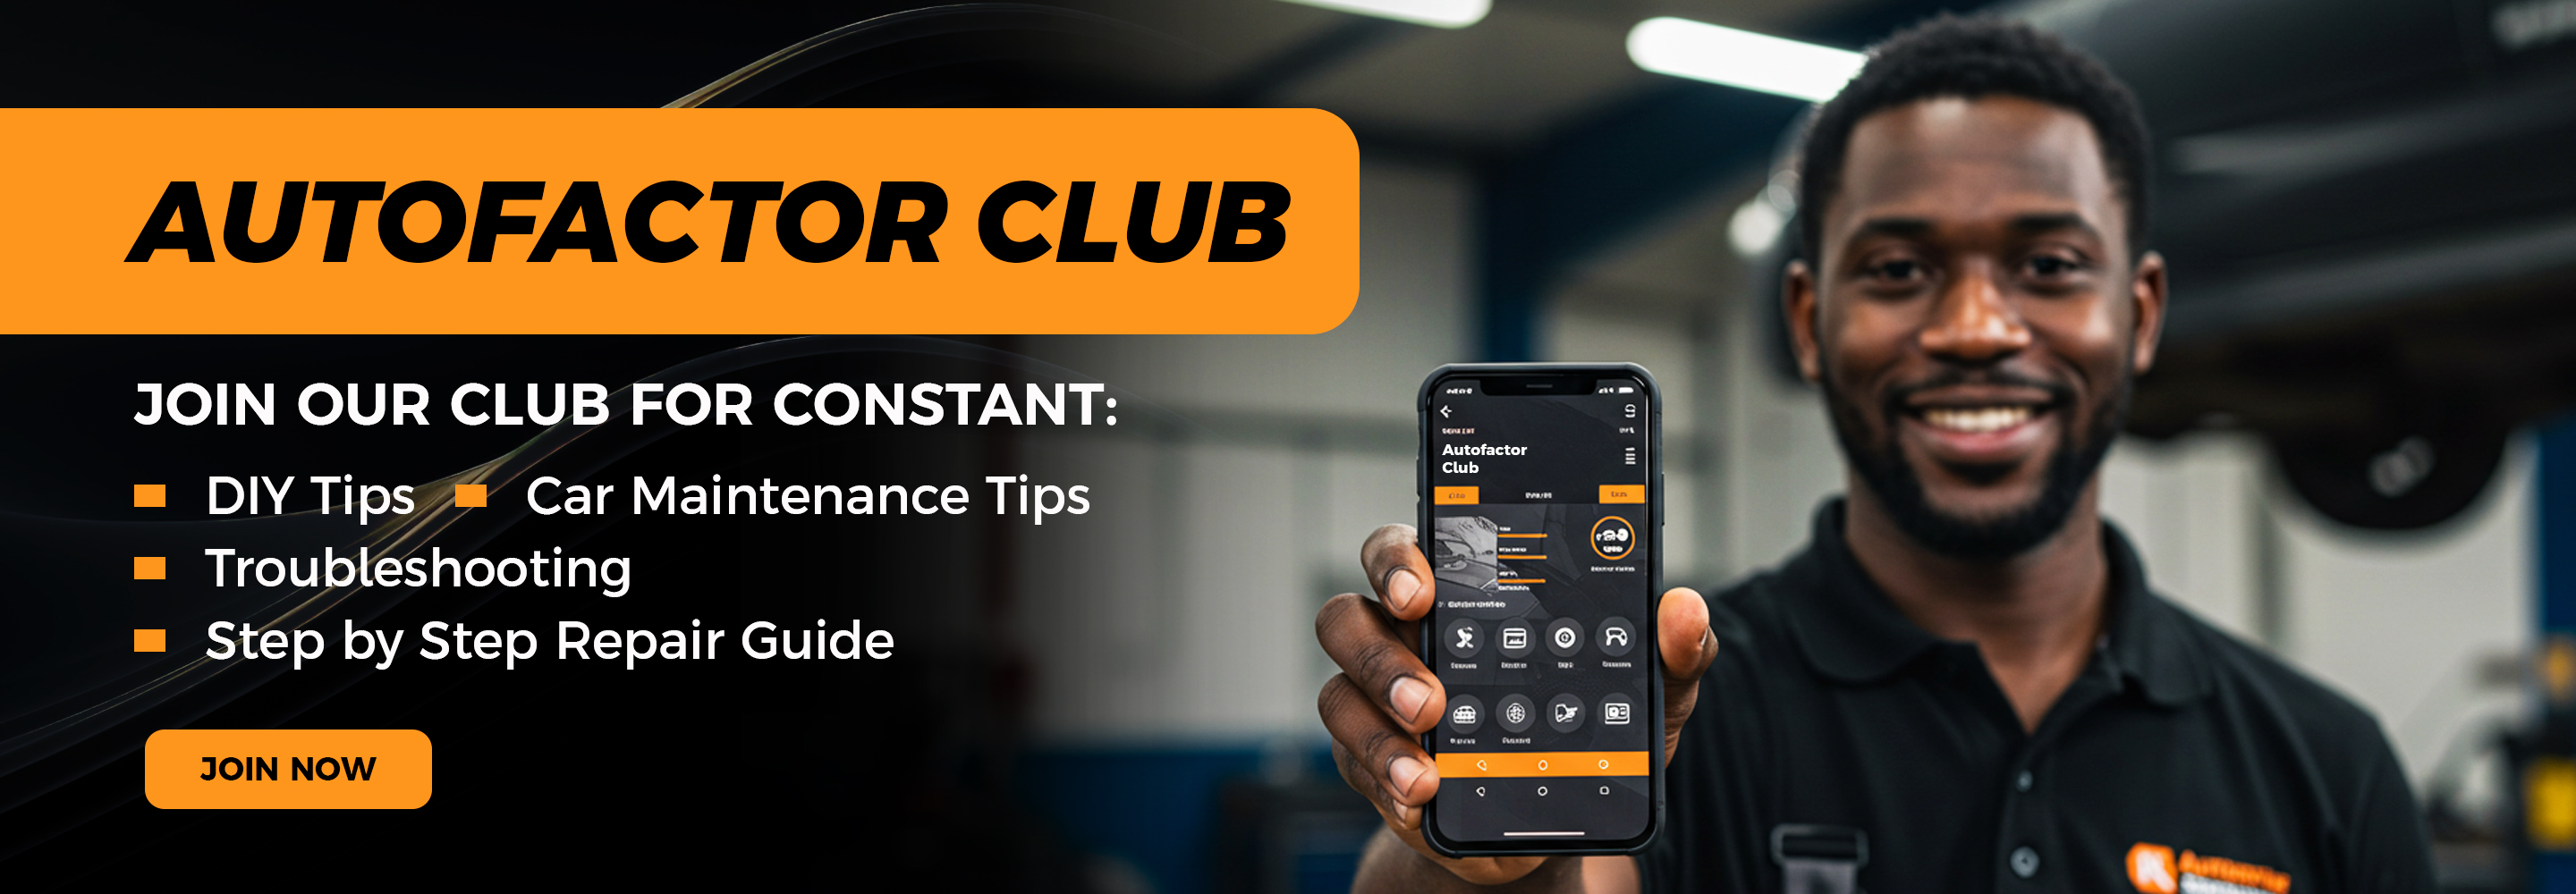 AUTOFACTOR CLUB
JOIN OUR CLUB FOR CONSTANT:
DIY Tips Car Maintenance Tips
Troubleshooting
Step by Step Repair Guide
JOIN NOW
Autofactor
Club